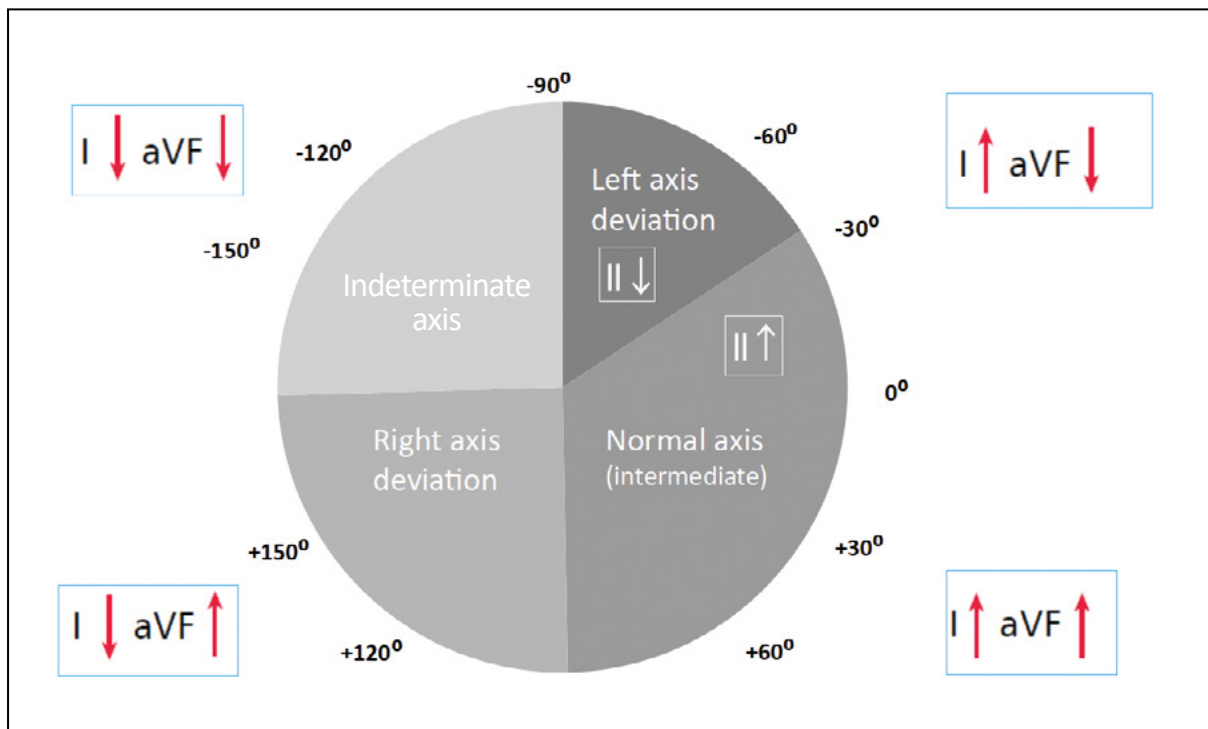 -90⁰
I ↓ aVF ↓
I ↑ aVF ↓
-120⁰
-60⁰
Left axis
deviation
-150⁰
-30⁰
II ↓
Indeterminate
axis
II ↑
0⁰
Right axis
deviation
Normal axis
(intermediate)
+150⁰
+30⁰
I ↓ aVF ↑
I ↑ aVF ↑
+120⁰
+60⁰